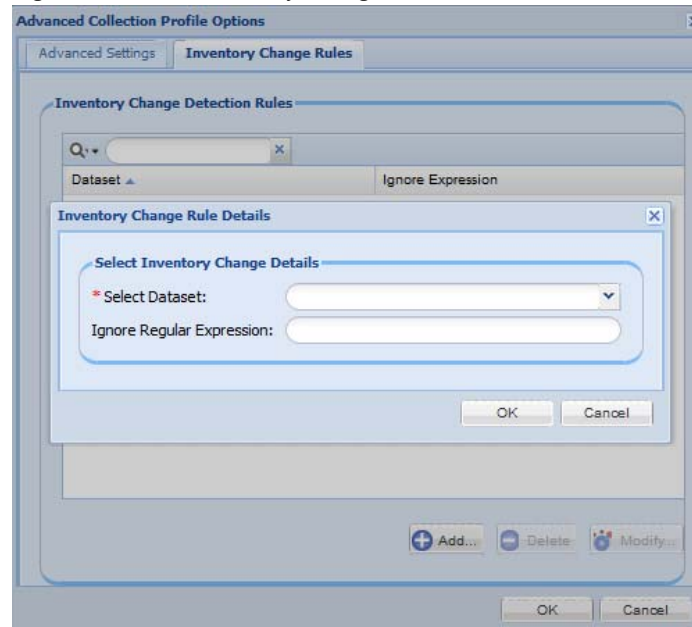 Advanced Collection Profile Options
Advanced Settings Inventory Change Rules
Inventory Change Detection Rules
Dataset Ignore Expression
Inventory Change Rule Details
Select Inventory Change Details
* Select Dataset:
Ignore Regular Expression:
OK Cancel
Add... Delete Modify...
OK Cancel